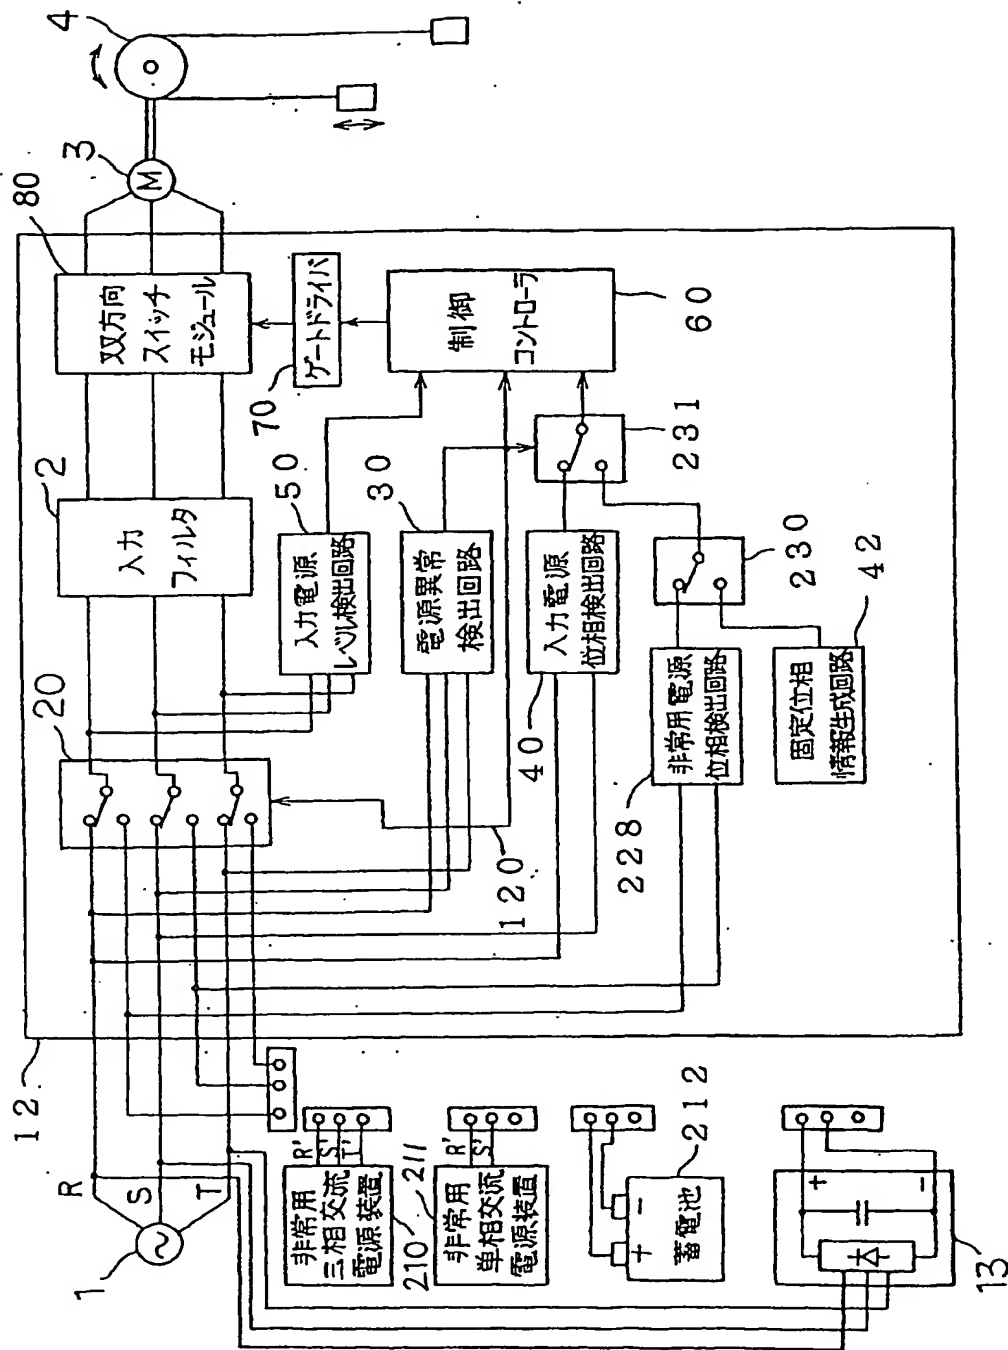 4
3
M
80
双方向
スイッチ
モジュール
70
ゲートドライバ
制御
コントローラ
60
2
入力
フィルタ
50
入力電源
レベル検出回路
30
電源異常
検出回路
231
40
入力電源
位相検出回路
230
228
非常用電源
位相検出回路
42
固定位相
情報生成回路
20
120
12
1
R
S
T
R'
S'
T'
非常用
三相交流
電源装置
210
R'
S'
非常用
単相交流
電源装置
211
+
-
蓄電池
212
+
-
13